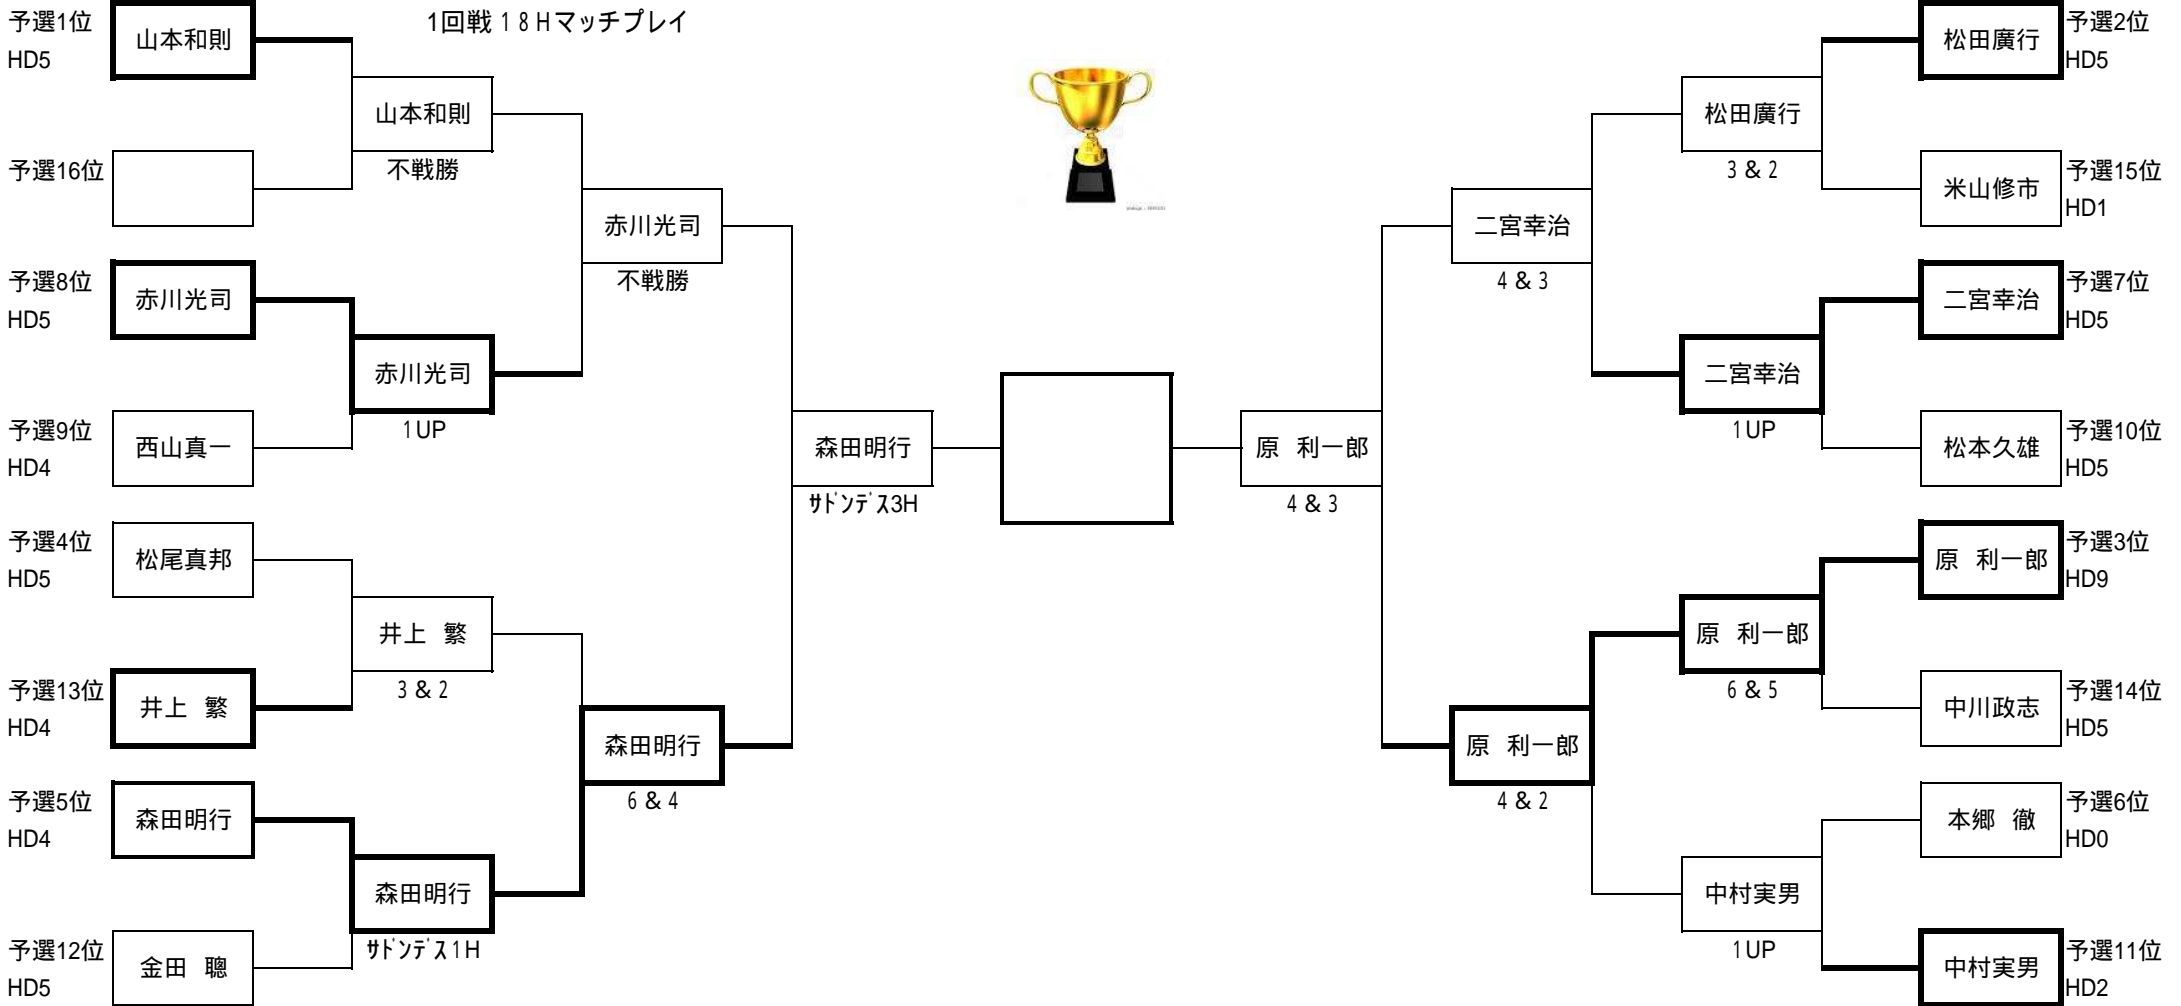 1回戦 18Hマッチプレイ
予選1位
HD5
山本和則
予選16位
山本和則
不戦勝
予選8位
HD5
赤川光司
予選9位
HD4
西山真一
赤川光司
1UP
赤川光司
不戦勝
予選4位
HD5
松尾真邦
予選13位
HD4
井上 繁
井上 繁
3&2
予選5位
HD4
森田明行
予選12位
HD5
金田 聰
森田明行
ｻﾄﾞﾝﾃﾞｽ1H
森田明行
6&4
森田明行
ｻﾄﾞﾝﾃﾞｽ3H
原 利一郎
4&3
二宮幸治
4&3
松田廣行
3&2
松田廣行
予選2位
HD5
米山修市
予選15位
HD1
二宮幸治
1UP
二宮幸治
予選7位
HD5
松本久雄
予選10位
HD5
原 利一郎
4&2
原 利一郎
6&5
原 利一郎
予選3位
HD9
中川政志
予選14位
HD5
中村実男
1UP
本郷 徹
予選6位
HD0
中村実男
予選11位
HD2